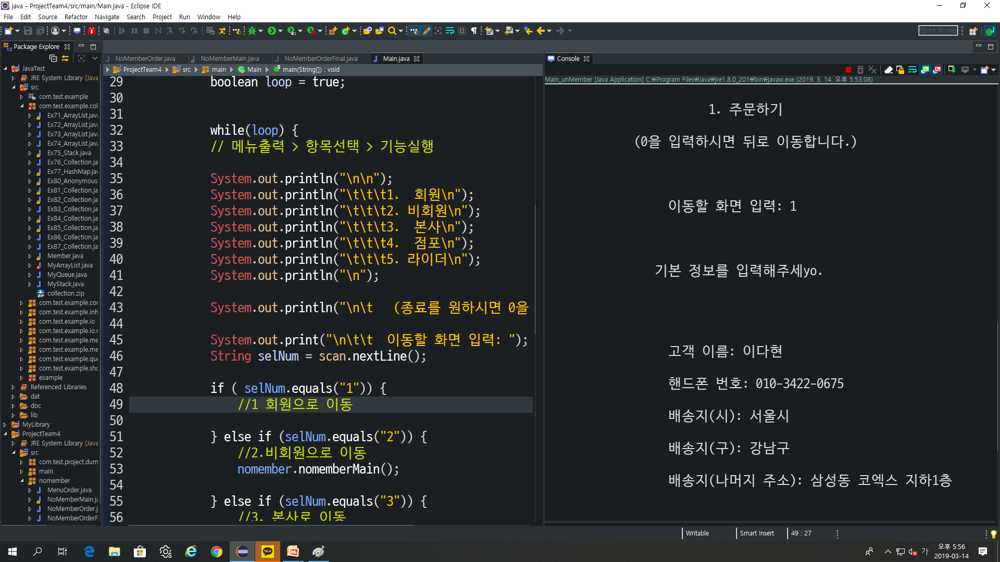 java - ProjectTeam4/src/main/Main.java - Eclipse IDE
File Edit Source Refactor Navigate Search Project Run Window Help
Quick Access
Package Explore
JavaTest
JRE System Library [Java
src
com.test.example
com.test.example.col
Ex71_ArrayList.java
Ex72_ArrayList.java
Ex73_ArrayList.java
Ex74_ArrayList.java
Ex75_Stack.java
Ex76_Collection.java
Ex77_HashMap.jav
Ex80_Anonymous
Ex81_Collection.ja
Ex82_Collection.ja
Ex83_Collection.ja
Ex84_Collection.ja
Ex85_Collection.ja
Ex86_Collection.ja
Ex87_Collection.ja
Member.java
MyArrayList.java
MyQueue.java
MyStack.java
collection.zip
com.test.example.cor
com.test.example.inh
com.test.example.io
com.test.example.io.r
com.test.example.me
com.test.example.me
com.test.example.que
com.test.example.shc
example
Referenced Libraries
dat
doc
lib
MyLibrary
ProjectTeam4
JRE System Library [Java
src
com.test.project.dum
main
nomember
MenuOrder.java
NoMemberMain.ja
NoMemberOrder.j
NoMemberOrderF
NoMemberOrder.java NoMemberMain.java NoMemberOrderFinal.java Main.java
ProjectTeam4 src main Main main(String[]) : void
29 boolean loop = true;
30
31
32 while(loop) {
33 // 메뉴출력 > 항목선택 > 기능실행
34
35 System.out.println("\n\n");
36 System.out.println("\t\t\t1.  회원\n");
37 System.out.println("\t\t\t2. 비회원\n");
38 System.out.println("\t\t\t3.  본사\n");
39 System.out.println("\t\t\t4.  점포\n");
40 System.out.println("\t\t\t5. 라이더\n");
41 System.out.println("\n");
42
43 System.out.println("\n\t   (종료를 원하시면 0을
44
45 System.out.print("\n\t\t  이동할 화면 입력: ");
46 String selNum = scan.nextLine();
47
48 if ( selNum.equals("1")) {
49 //1 회원으로 이동
50
51 } else if (selNum.equals("2")) {
52 //2.비회원으로 이동
53 nomember.nomemberMain();
54
55 } else if (selNum.equals("3")) {
56 //3. 본사로 이동
Console
Main_unMember [Java Application] C:₩Program Files₩Java₩jre1.8.0_201₩bin₩javaw.exe (2019. 3. 14. 오후 5:53:08)
1. 주문하기
(0을 입력하시면 뒤로 이동합니다.)
이동할 화면 입력: 1
기본 정보를 입력해주세yo.
고객 이름: 이다현
핸드폰 번호: 010-3422-0675
배송지(시): 서울시
배송지(구): 강남구
배송지(나머지 주소): 삼성동 코엑스 지하1층
Writable Smart Insert 49 : 27
TALK
가
오후 5:56
2019-03-14